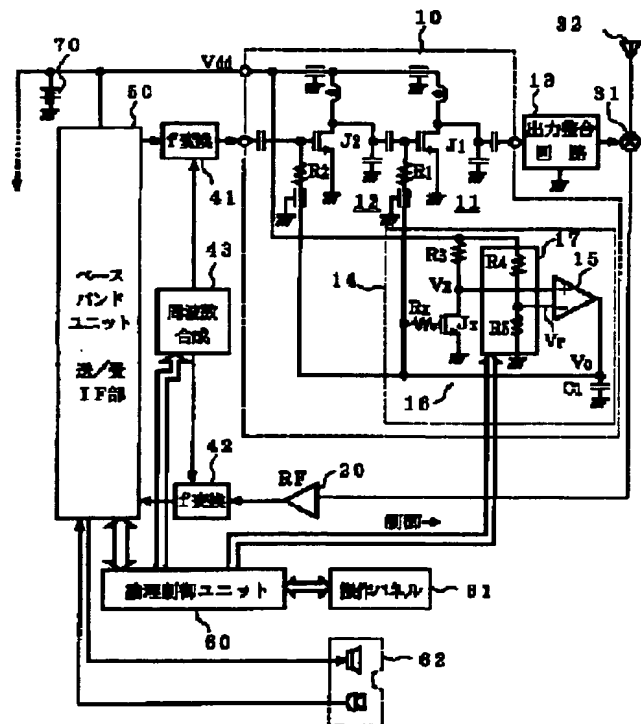 10
32
70
Vdd
50
13
31
f変換
J2
J1
出力整合
回路
R2
R1
41
12
11
43
14
R3
17
R4
15
ベース
バンド
ユニット
送/受
IF部
周波数
合成
Vx
Rx
Jx
R5
Vr
Vo
16
C1
42
RF
20
f変換
制御→
論理制御ユニット
操作パネル
61
60
62